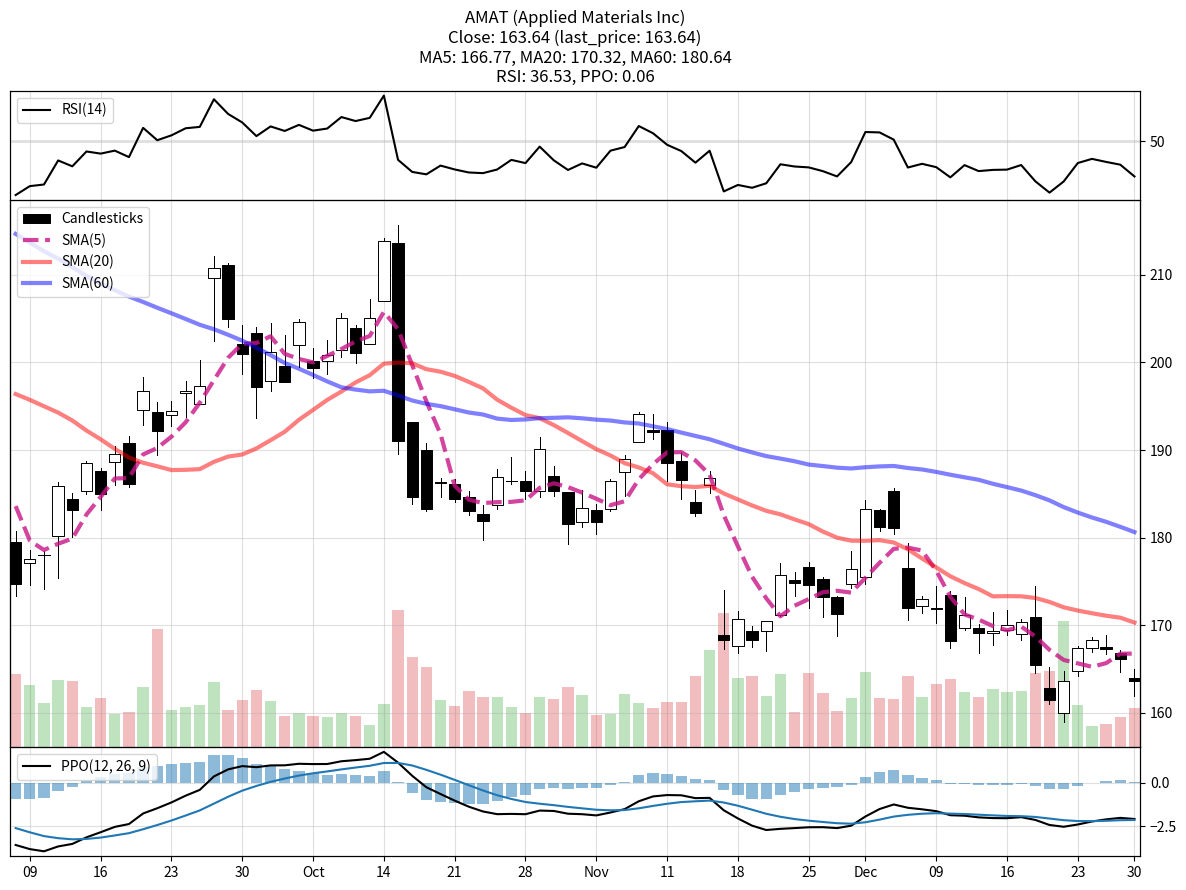 AMAT (Applied Materials Inc)
Close: 163.64 (last_price: 163.64)
MA5: 166.77, MA20: 170.32, MA60: 180.64
RSI: 36.53, PPO: 0.06
RSI(14)
50
Candlesticks
SMA(5)
SMA(20)
SMA(60)
210
200
190
180
170
160
PPO(12, 26, 9)
0.0
−2.5
09 16 23 30 Oct 14 21 28 Nov 11 18 25 Dec 09 16 23 30